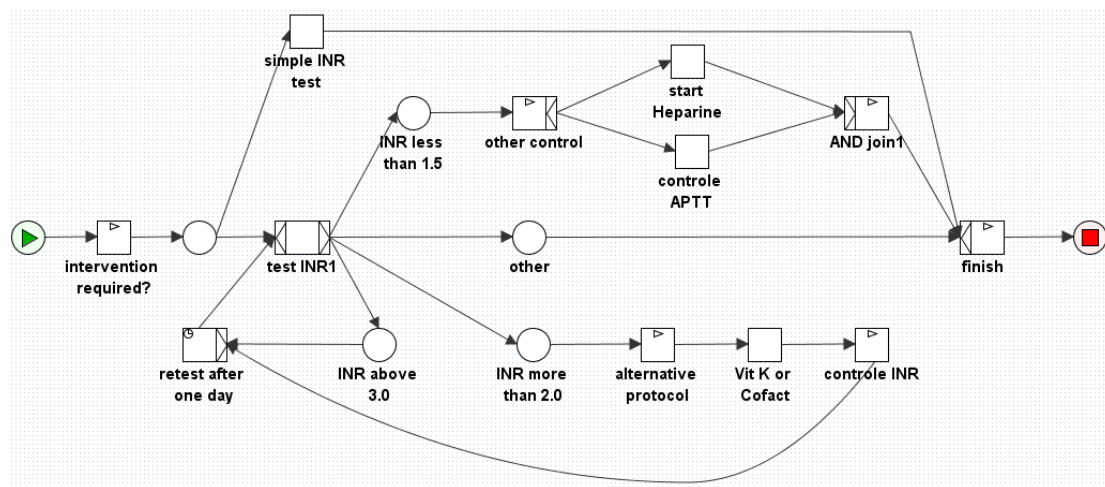 simple INR
test
start
Heparine
INR less
than 1.5
other control
AND join1
controle
APTT
intervention
required?
test INR1
other
finish
retest after
one day
INR above
3.0
INR more
than 2.0
alternative
protocol
Vit K or
Cofact
controle INR